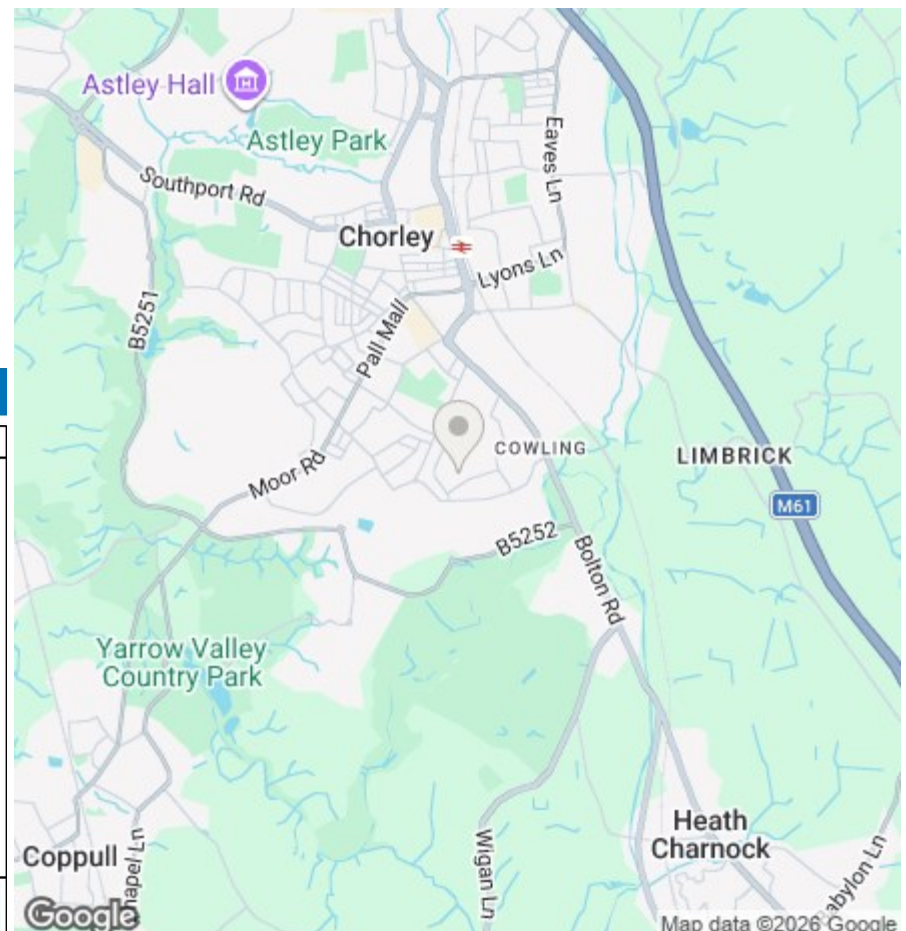 Astley Hall
Astley Park
Eaves Ln
Southport Rd
Chorley
Lyons Ln
B5251
Pall Mall
COWLING
LIMBRICK
Moor Rd
M61
B5252
Bolton Rd
Yarrow Valley
Country Park
Heath
Charnock
Wigan Ln
Coppull
hapel Ln
abylon Ln
Google
Map data ©2026 Google